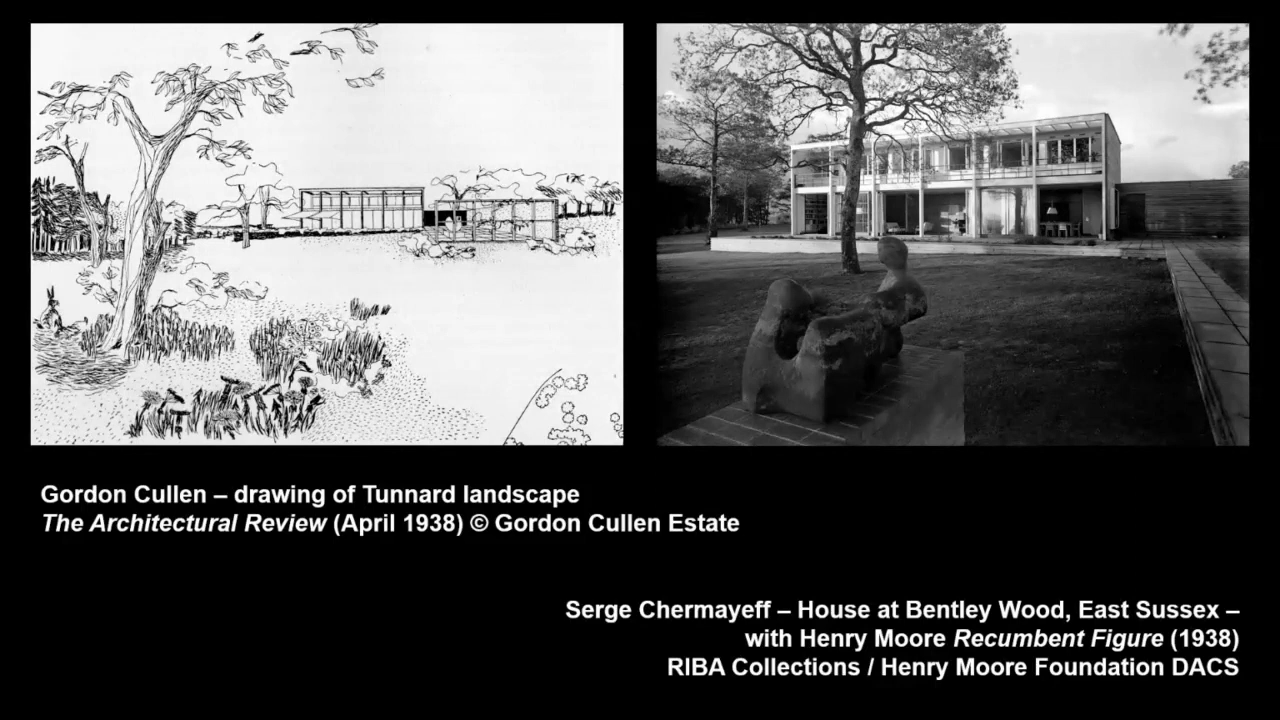 Gordon Cullen – drawing of Tunnard landscape
The Architectural Review (April 1938) © Gordon Cullen Estate
Serge Chermayeff – House at Bentley Wood, East Sussex –
with Henry Moore Recumbent Figure (1938)
RIBA Collections / Henry Moore Foundation DACS